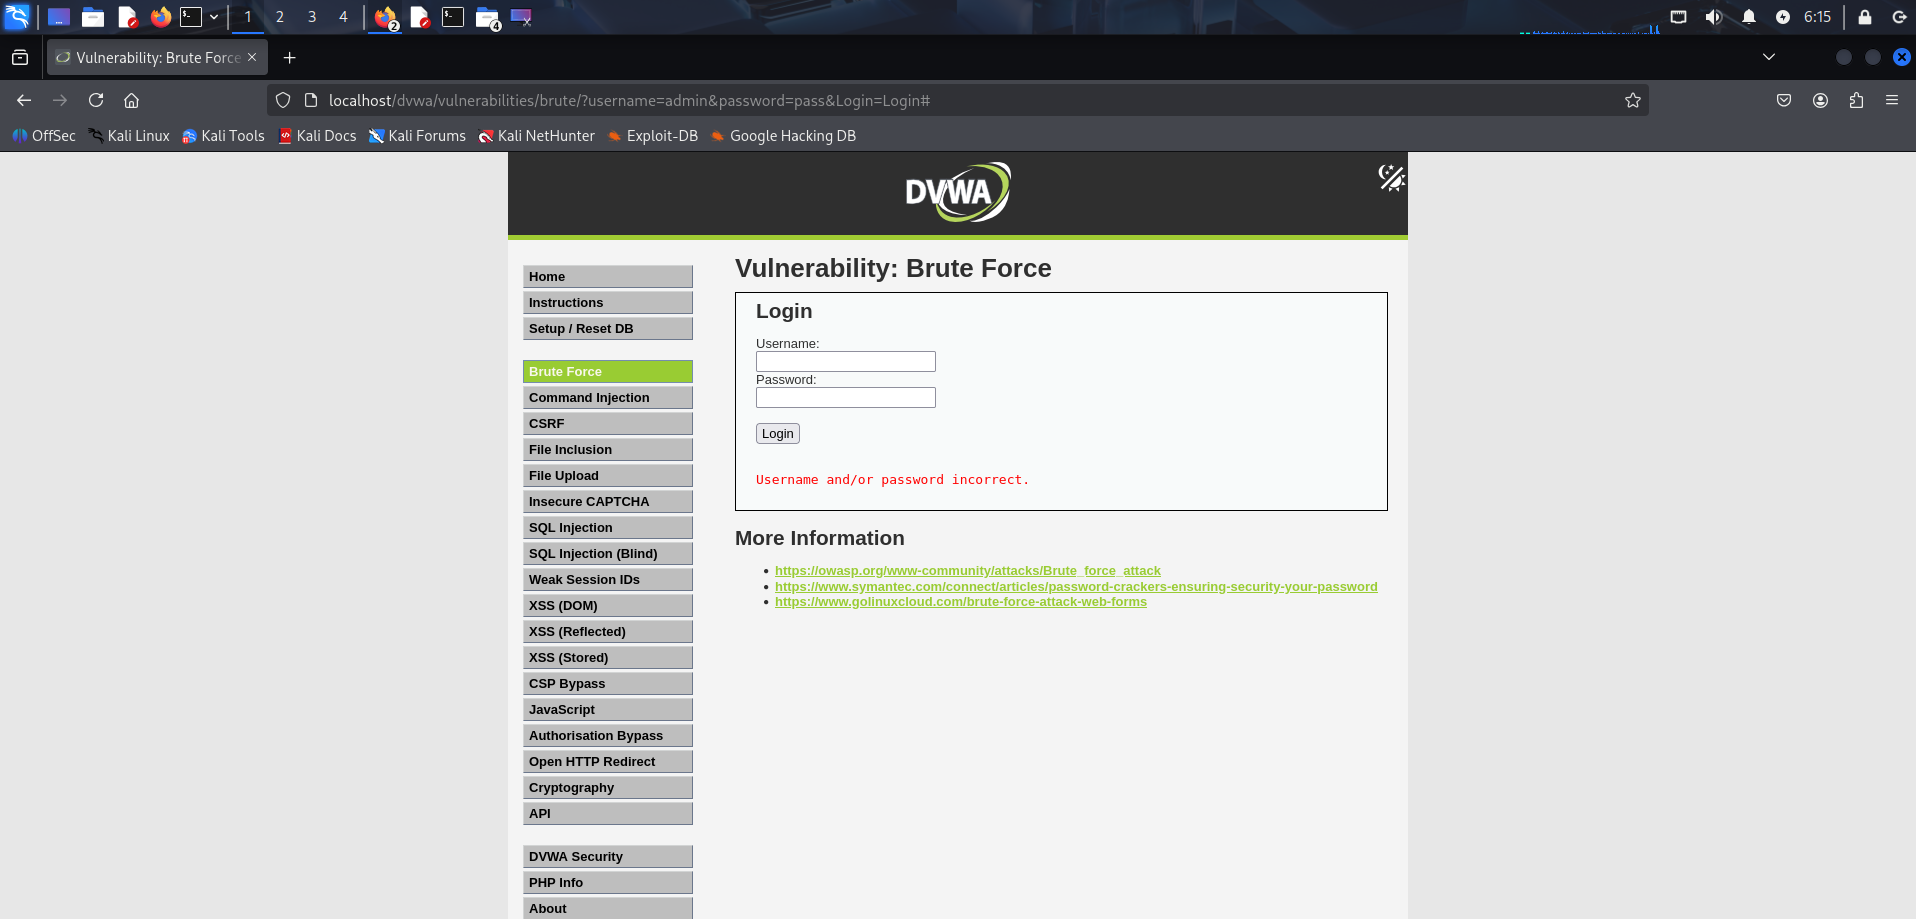 1 2 3 4 2 4 6:15
Vulnerability: Brute Force
localhost/dvwa/vulnerabilities/brute/?username=admin&password=pass&Login=Login#
OffSec Kali Linux Kali Tools Kali Docs Kali Forums Kali NetHunter Exploit-DB Google Hacking DB
DVWA
Home
Instructions
Setup / Reset DB
Brute Force
Command Injection
CSRF
File Inclusion
File Upload
Insecure CAPTCHA
SQL Injection
SQL Injection (Blind)
Weak Session IDs
XSS (DOM)
XSS (Reflected)
XSS (Stored)
CSP Bypass
JavaScript
Authorisation Bypass
Open HTTP Redirect
Cryptography
API
DVWA Security
PHP Info
About
Vulnerability: Brute Force
Login
Username:
Password:
Login
Username and/or password incorrect.
More Information
https://owasp.org/www-community/attacks/Brute_force_attack
https://www.symantec.com/connect/articles/password-crackers-ensuring-security-your-password
https://www.golinuxcloud.com/brute-force-attack-web-forms